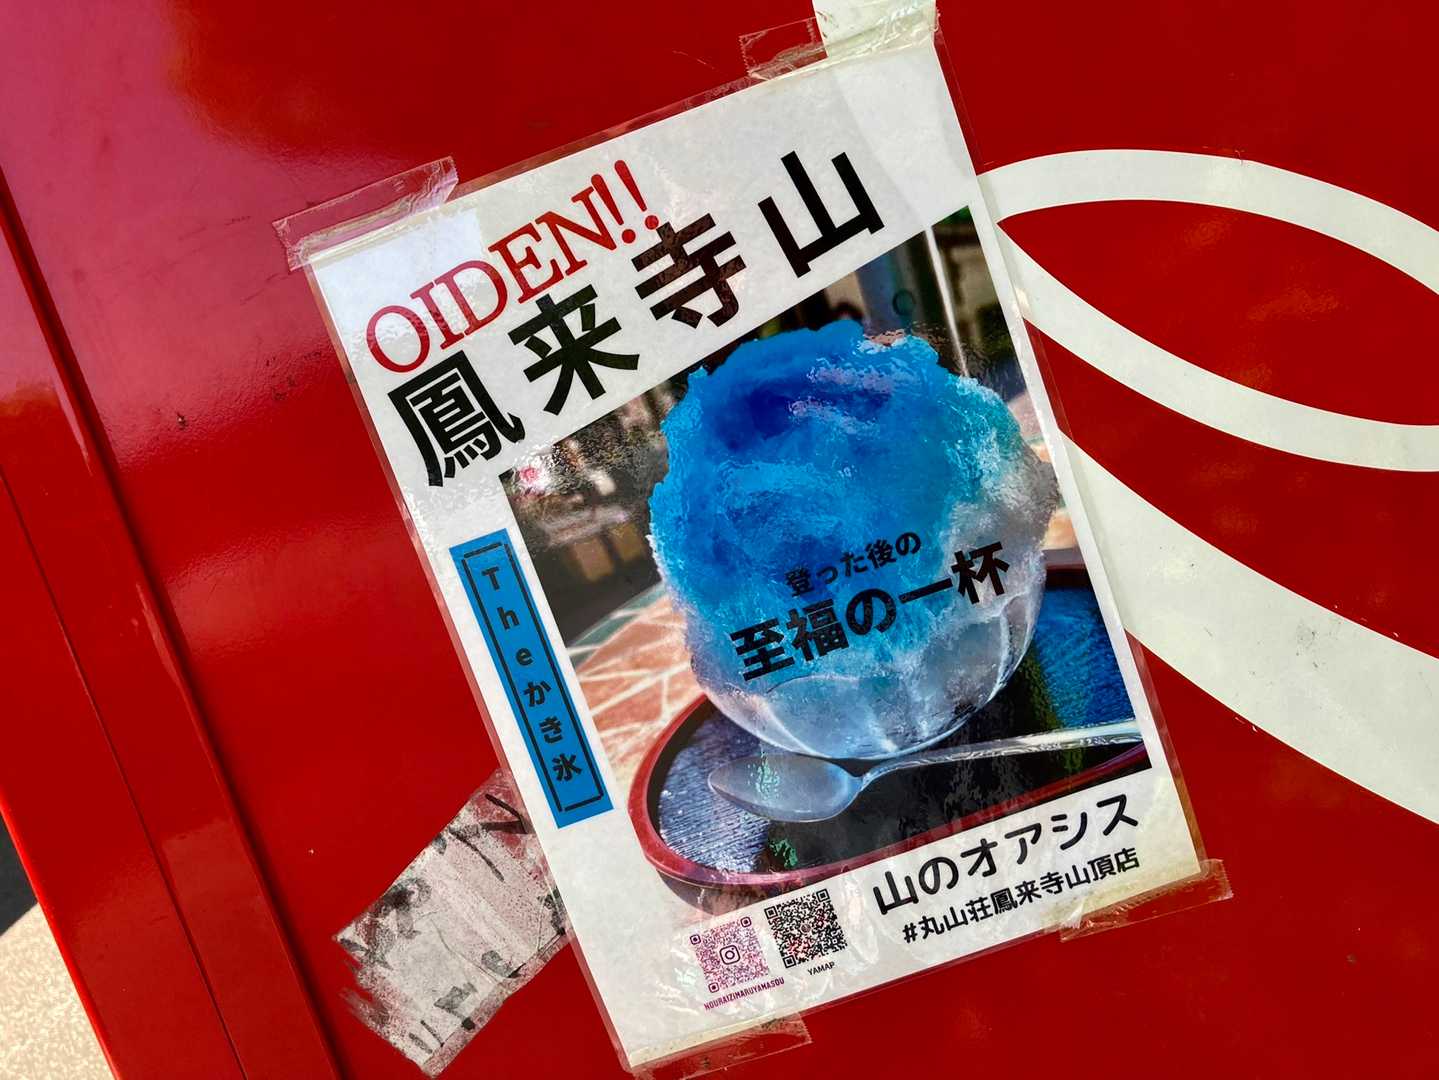 OIDEN!!
鳳来寺山
Theかき氷
登った後の
至福の一杯
山のオアシス
#丸山荘鳳来寺山頂店
HOURAIZIMARUYAMASOU
YAMAP